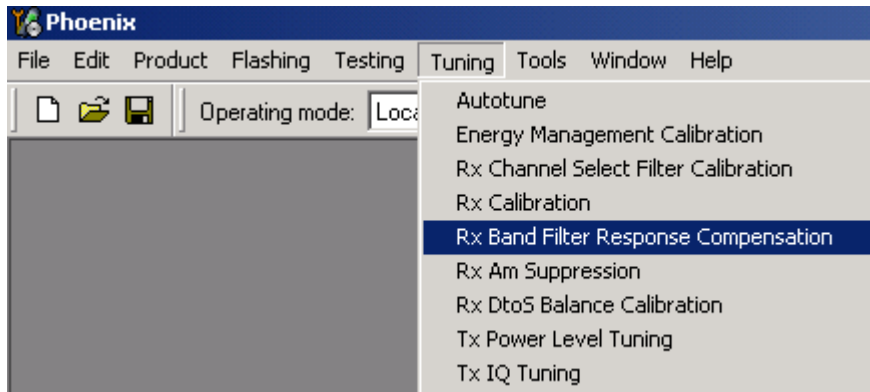 Phoenix
File Edit Product Flashing Testing Tuning Tools Window Help
Operating mode:
Autotune
Energy Management Calibration
Rx Channel Select Filter Calibration
Rx Calibration
Rx Band Filter Response Compensation
Rx Am Suppression
Rx DtoS Balance Calibration
Tx Power Level Tuning
Tx IQ Tuning